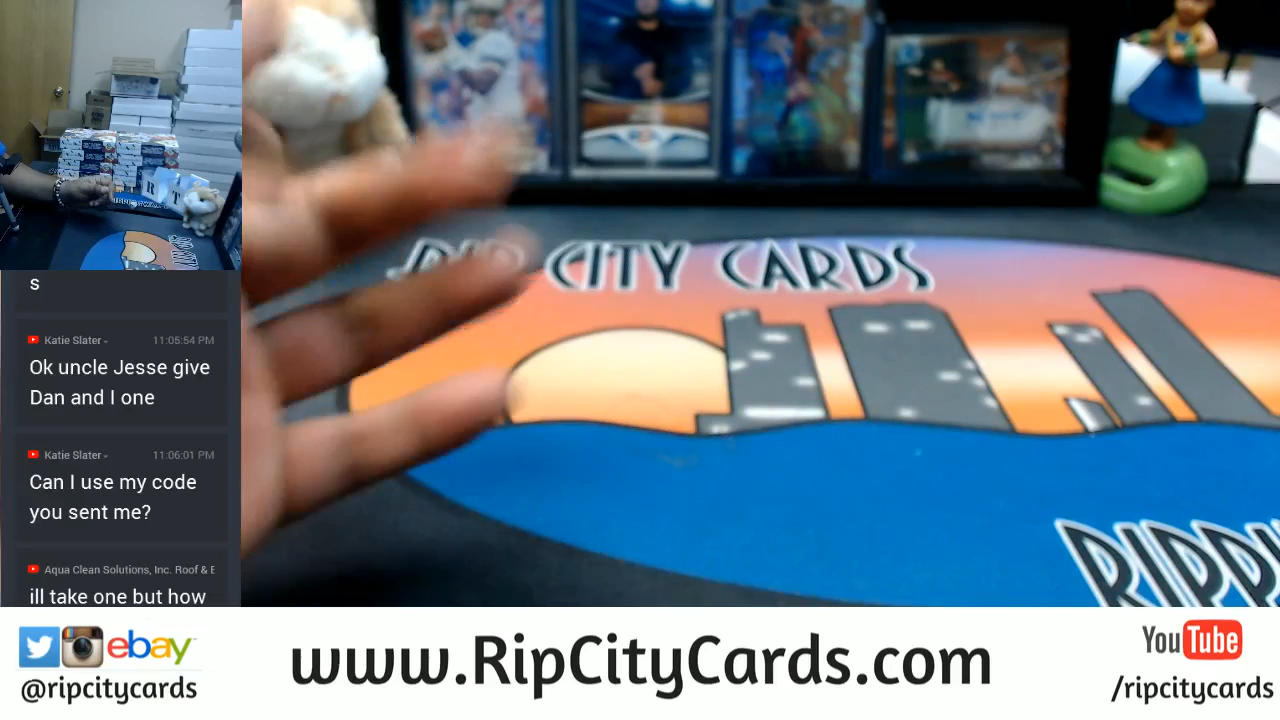 s
Katie Slater
11:05:54 PM
Ok uncle Jesse give
Dan and I one
Katie Slater
11:06:01 PM
Can I use my code
you sent me?
Aqua Clean Solutions, Inc. Roof &
ill take one but how
R T
RIP CITY CARDS
ebay
@ripcitycards
www.RipCityCards.com
YouTube
/ripcitycards